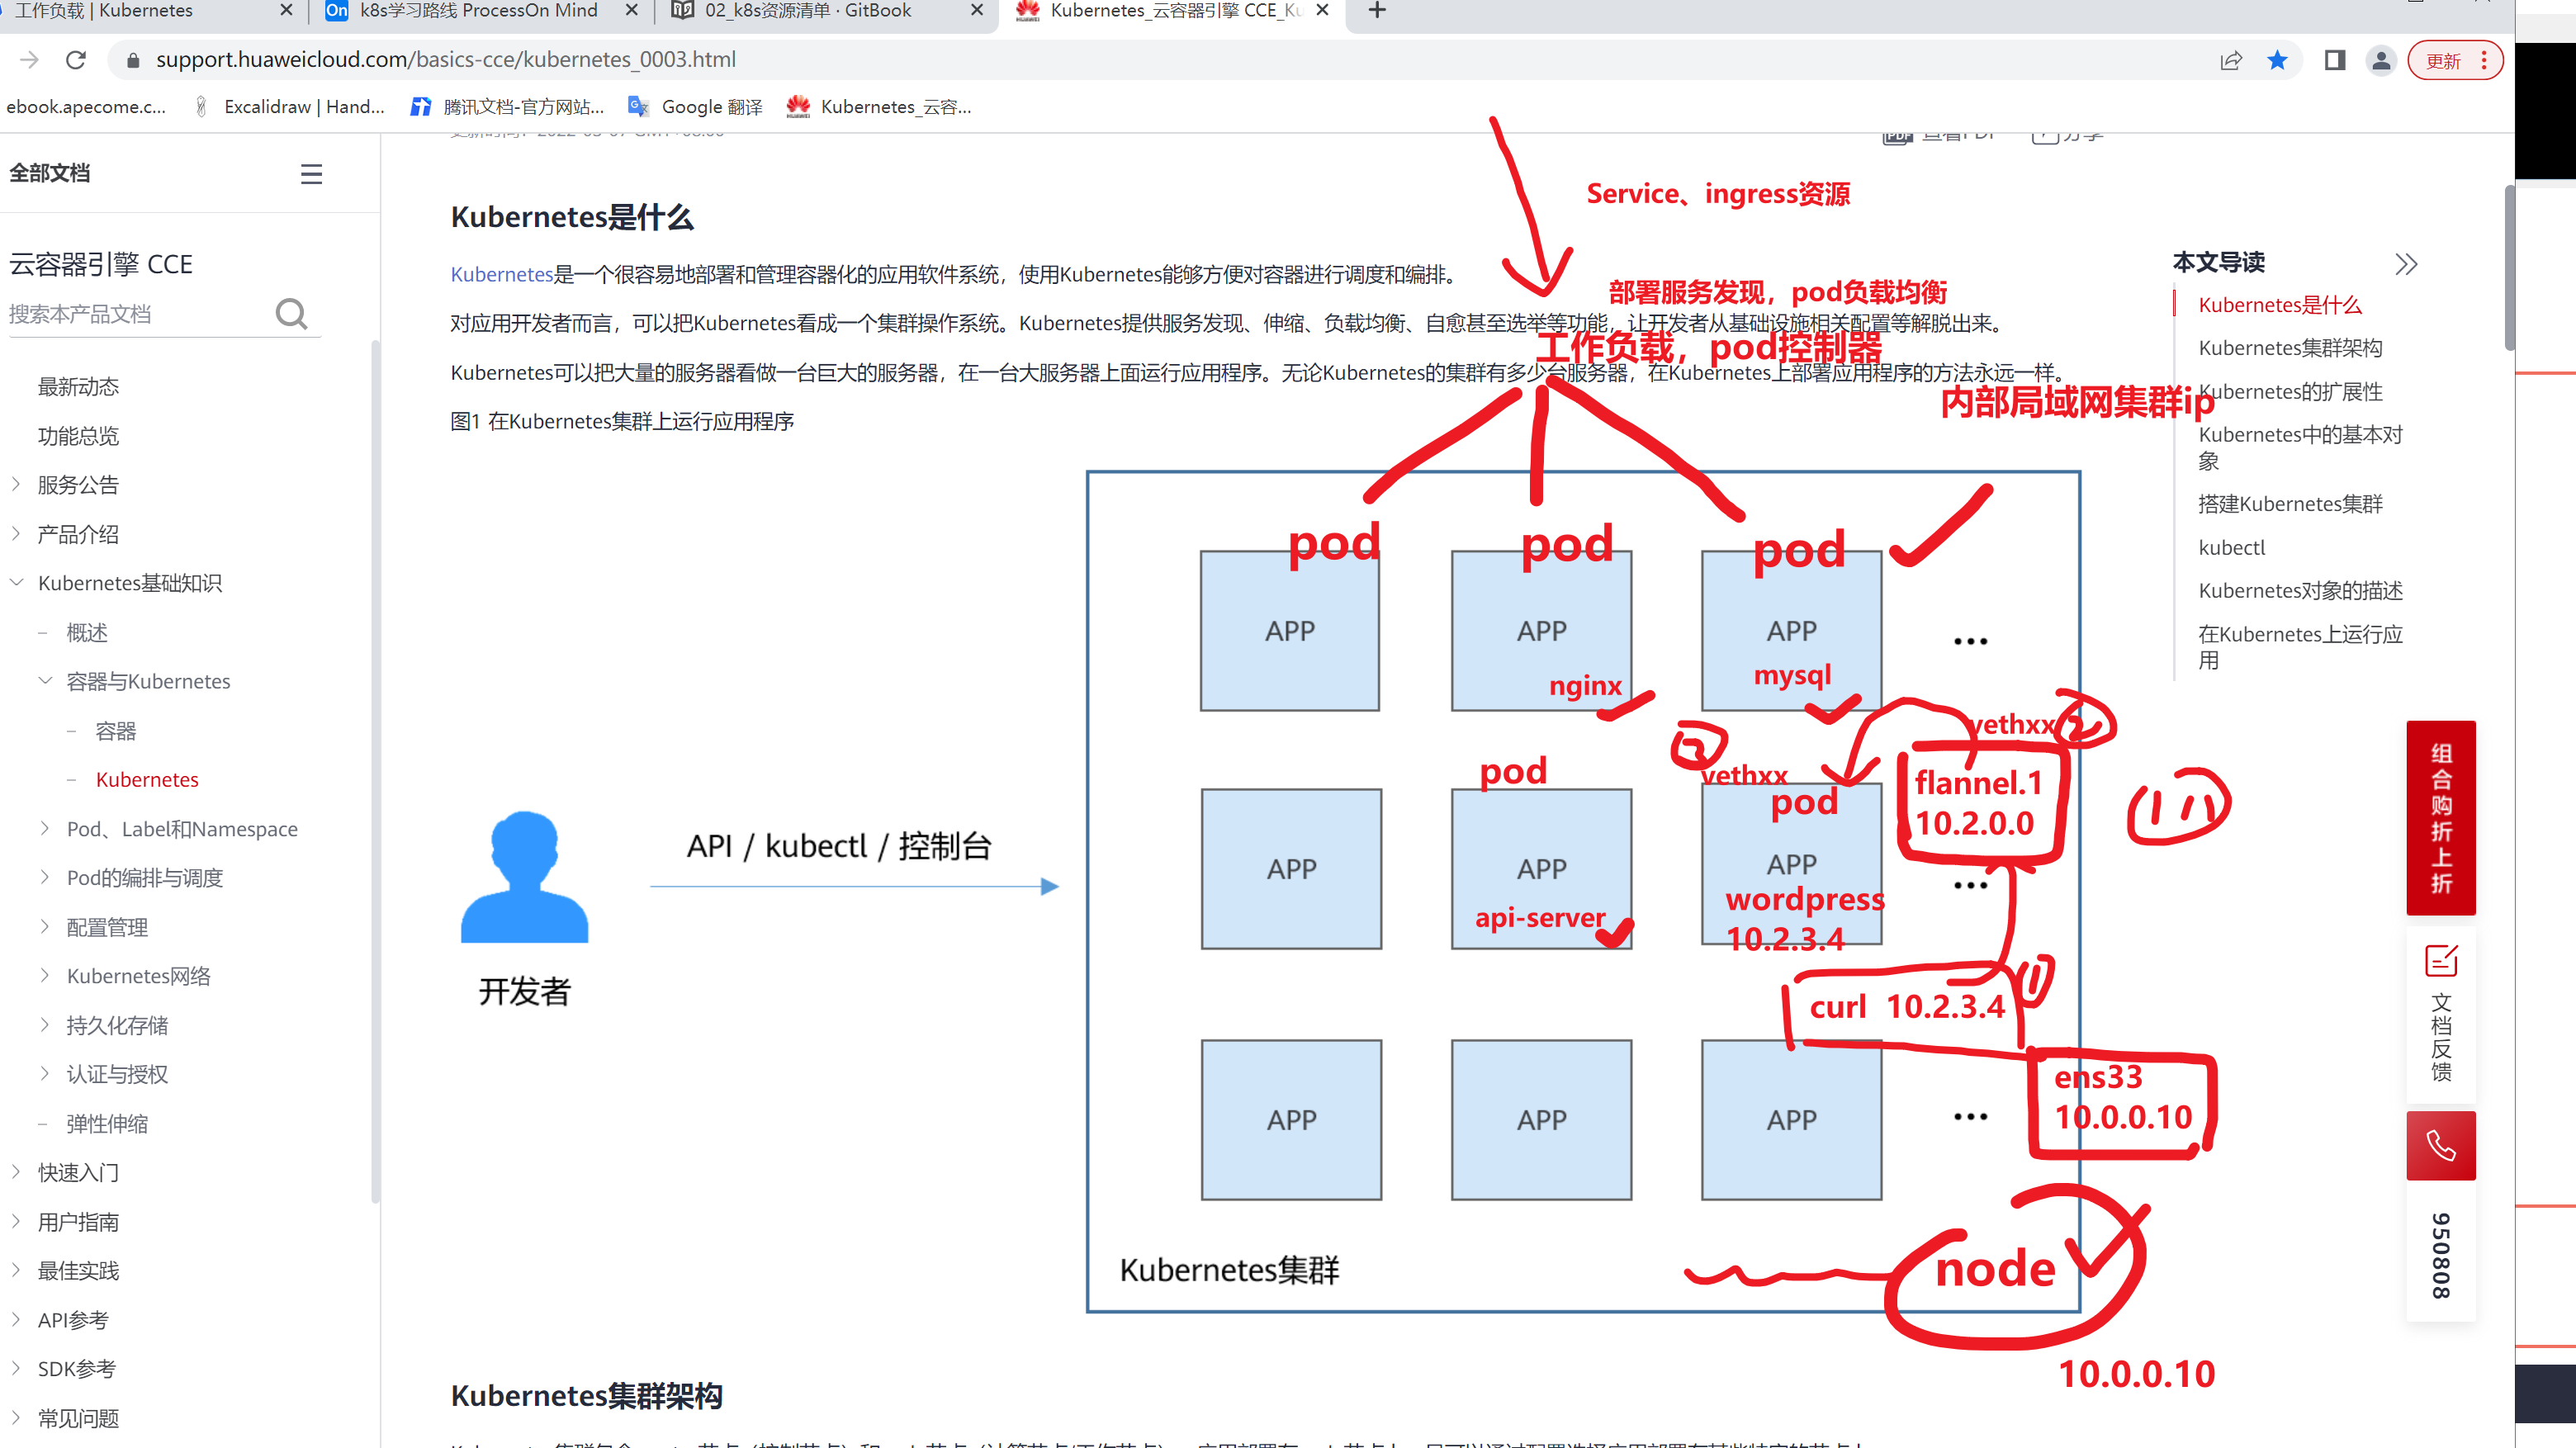 工作负载 | Kubernetes
On k8s学习路线 ProcessOn Mind
02_k8s资源清单 · GitBook
Kubernetes_云容器引擎 CCE_Ku
support.huaweicloud.com/basics-cce/kubernetes_0003.html
更新
ebook.apecome.c...
Excalidraw | Hand...
腾讯文档-官方网站...
Google 翻译
Kubernetes_云容...
全部文档
云容器引擎 CCE
搜索本产品文档
最新动态
功能总览
服务公告
产品介绍
Kubernetes基础知识
概述
容器与Kubernetes
容器
Kubernetes
Pod、Label和Namespace
Pod的编排与调度
配置管理
Kubernetes网络
持久化存储
认证与授权
弹性伸缩
快速入门
用户指南
最佳实践
API参考
SDK参考
常见问题
查看PDF
分享
Kubernetes是什么
Kubernetes是一个很容易地部署和管理容器化的应用软件系统，使用Kubernetes能够方便对容器进行调度和编排。
对应用开发者而言，可以把Kubernetes看成一个集群操作系统。Kubernetes提供服务发现、伸缩、负载均衡、自愈甚至选举等功能，让开发者从基础设施相关配置等解脱出来。
Kubernetes可以把大量的服务器看做一台巨大的服务器，在一台大服务器上面运行应用程序。无论Kubernetes的集群有多少台服务器，在Kubernetes上部署应用程序的方法永远一样。
图1 在Kubernetes集群上运行应用程序
Service、ingress资源
部署服务发现，pod负载均衡
工作负载，pod控制器
内部局域网集群ip
pod
pod
pod
APP
APP
APP
...
nginx
mysql
vethxx
②
pod
vethxx
pod
flannel.1
10.2.0.0
APP
APP
APP
...
api-server
wordpress
10.2.3.4
curl 10.2.3.4
①
ens33
10.0.0.10
APP
APP
APP
...
Kubernetes集群
node
10.0.0.10
开发者
API / kubectl / 控制台
Kubernetes集群架构
本文导读
Kubernetes是什么
Kubernetes集群架构
Kubernetes的扩展性
Kubernetes中的基本对
象
搭建Kubernetes集群
kubectl
Kubernetes对象的描述
在Kubernetes上运行应
用
组合购折上折
文档反馈
950808